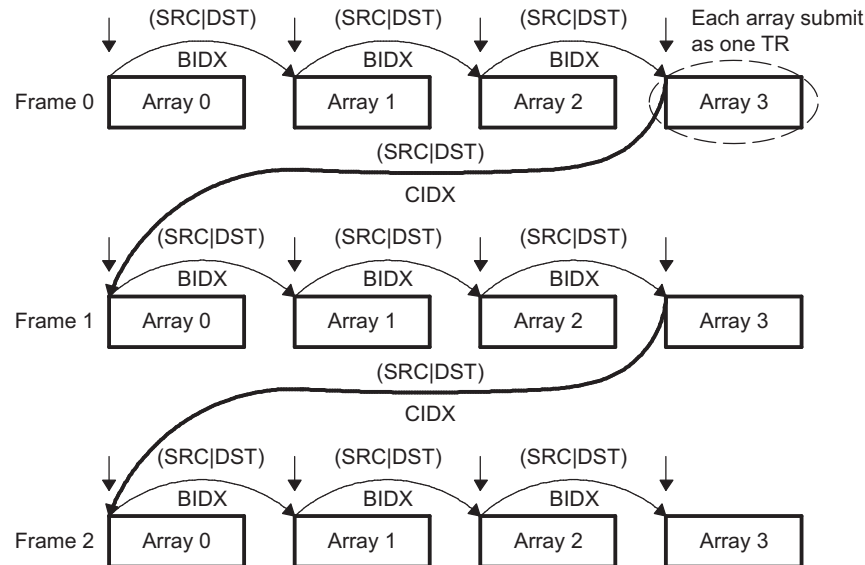 (SRC|DST) (SRC|DST) (SRC|DST) Each array submit
as one TR
BIDX BIDX BIDX
Frame 0 Array 0 Array 1 Array 2 Array 3
(SRC|DST)
CIDX
(SRC|DST) (SRC|DST) (SRC|DST)
BIDX BIDX BIDX
Frame 1 Array 0 Array 1 Array 2 Array 3
(SRC|DST)
CIDX
(SRC|DST) (SRC|DST) (SRC|DST)
BIDX BIDX BIDX
Frame 2 Array 0 Array 1 Array 2 Array 3